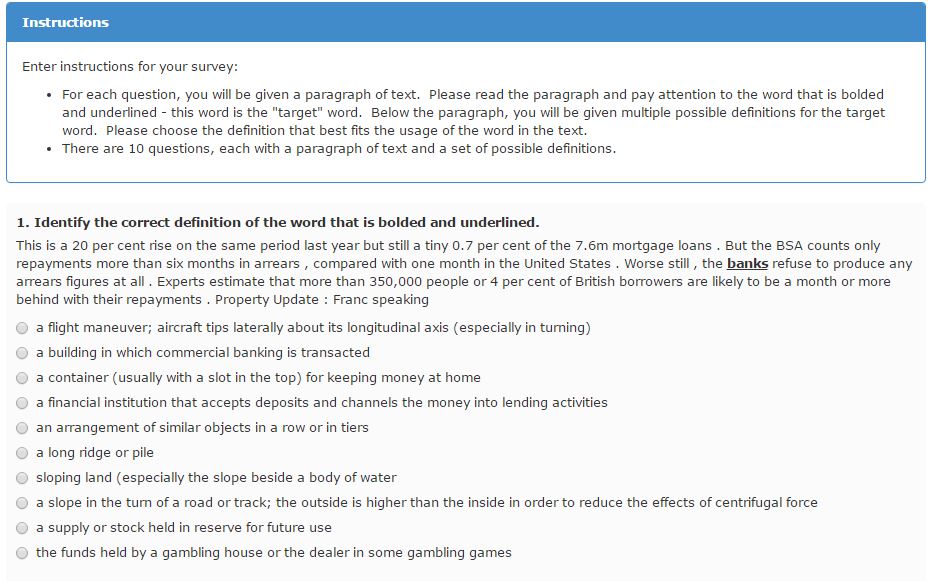 Instructions
Enter instructions for your survey:
• For each question, you will be given a paragraph of text.  Please read the paragraph and pay attention to the word that is bolded
and underlined - this word is the "target" word.  Below the paragraph, you will be given multiple possible definitions for the target
word.  Please choose the definition that best fits the usage of the word in the text.
• There are 10 questions, each with a paragraph of text and a set of possible definitions.
1. Identify the correct definition of the word that is bolded and underlined.
This is a 20 per cent rise on the same period last year but still a tiny 0.7 per cent of the 7.6m mortgage loans . But the BSA counts only
repayments more than six months in arrears , compared with one month in the United States . Worse still , the banks refuse to produce any
arrears figures at all . Experts estimate that more than 350,000 people or 4 per cent of British borrowers are likely to be a month or more
behind with their repayments . Property Update : Franc speaking
a flight maneuver; aircraft tips laterally about its longitudinal axis (especially in turning)
a building in which commercial banking is transacted
a container (usually with a slot in the top) for keeping money at home
a financial institution that accepts deposits and channels the money into lending activities
an arrangement of similar objects in a row or in tiers
a long ridge or pile
sloping land (especially the slope beside a body of water
a slope in the turn of a road or track; the outside is higher than the inside in order to reduce the effects of centrifugal force
a supply or stock held in reserve for future use
the funds held by a gambling house or the dealer in some gambling games